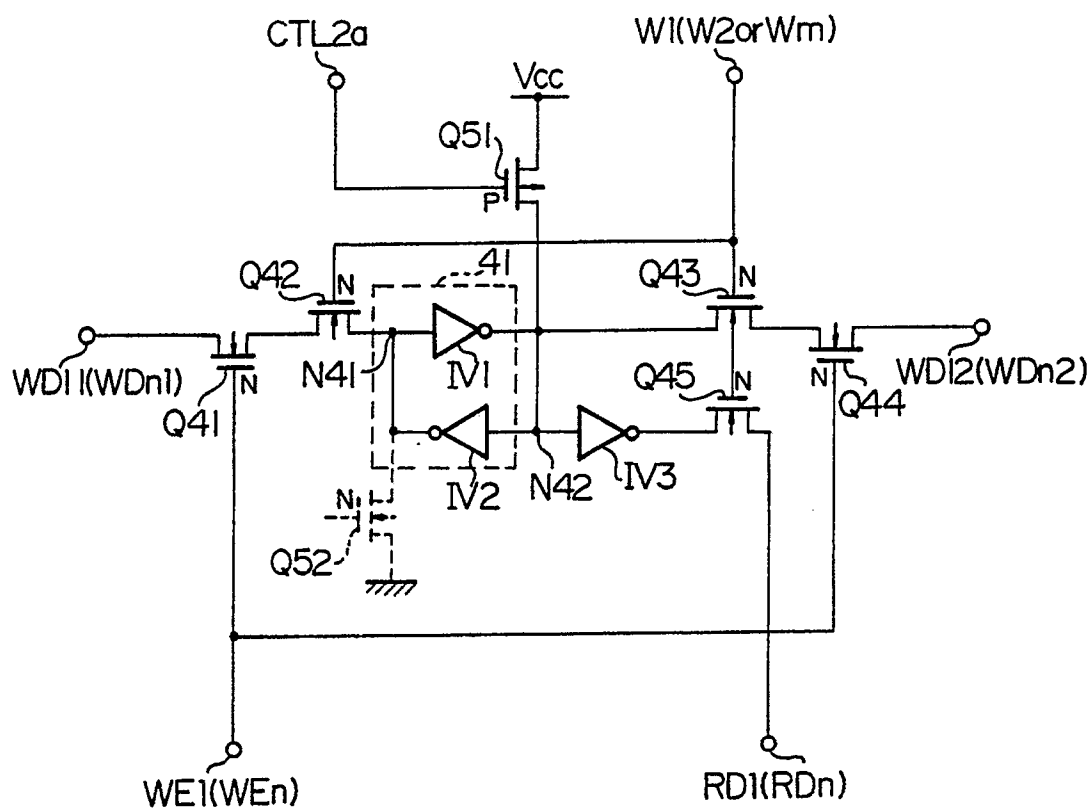 CTL2a
W1(W2orWm)
Vcc
Q51
P
41
Q42
N
Q43
N
WD11(WDn1)
N
Q41
N41
IV1
Q45
N
N
Q44
WD12(WDn2)
IV2
N42
IV3
N
Q52
WE1(WEn)
RD1(RDn)